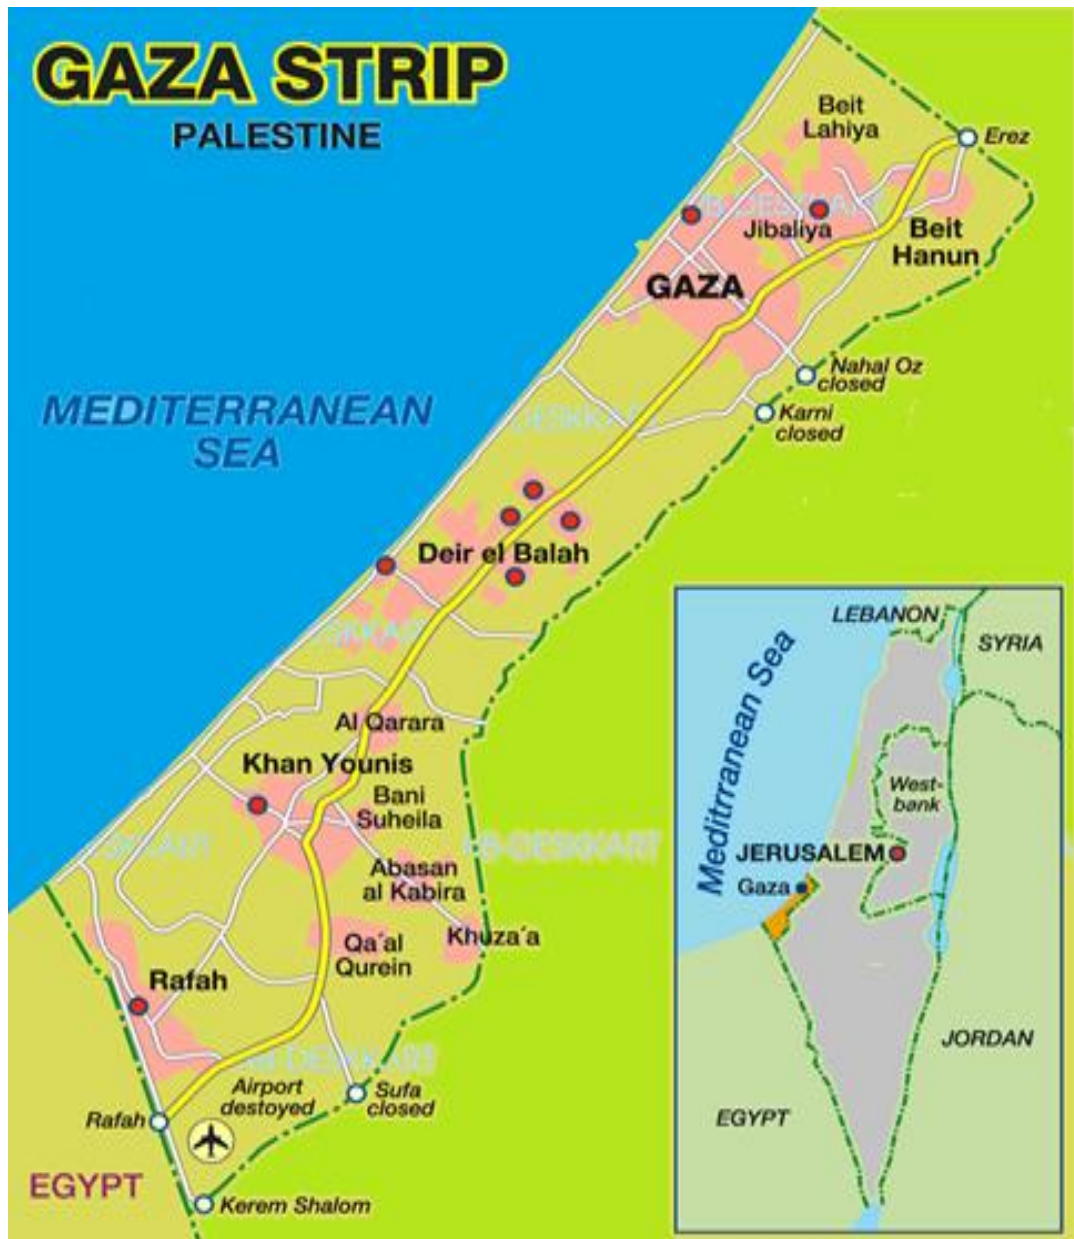 GAZA STRIP
PALESTINE
Beit
Lahiya
Erez
Jibaliya
Beit
Hanun
GAZA
Nahal Oz
closed
Karni
closed
MEDITERRANEAN
SEA
Deir el Balah
Al Qarara
Khan Younis
Bani
Suheila
Abasan
al Kabira
Khuza´a
Qa´al
Qurein
Rafah
Airport
destoyed
Sufa
closed
Rafah
EGYPT
Kerem Shalom
B-DESKKART
LEBANON
SYRIA
Meditrranean Sea
West-
bank
JERUSALEM
Gaza
JORDAN
EGYPT